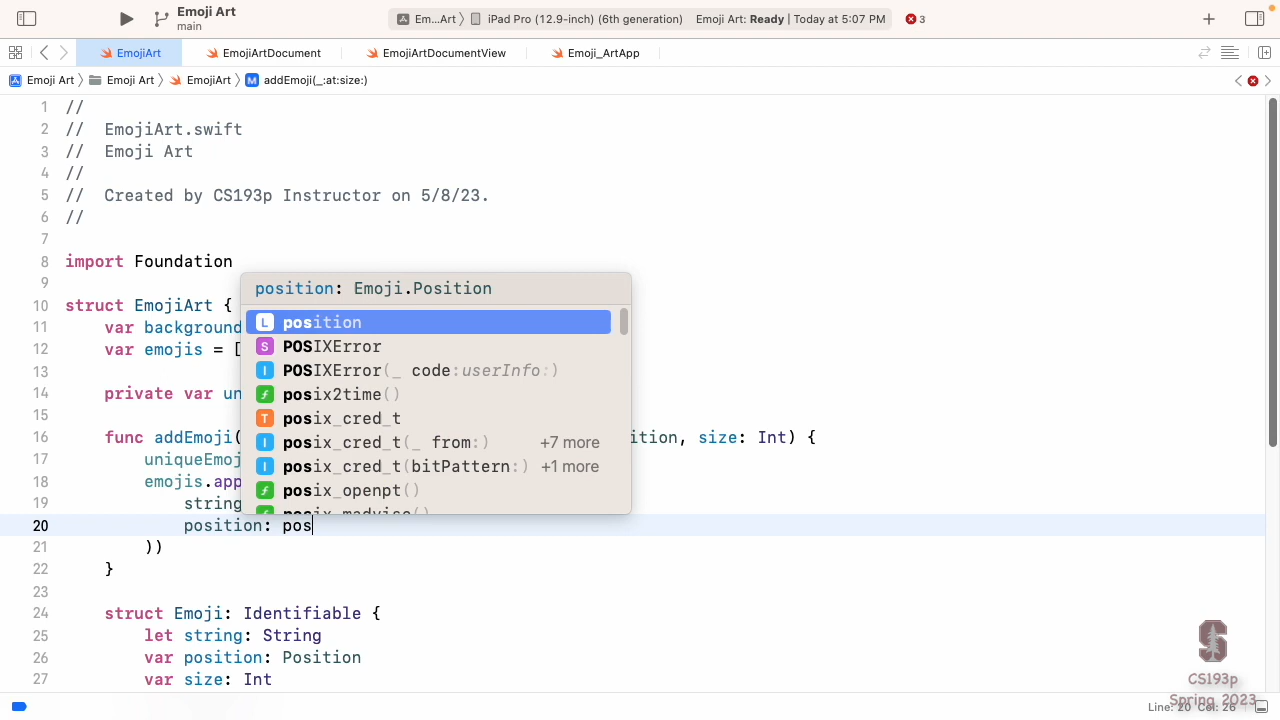 Emoji Art
main
Em...Art
iPad Pro (12.9-inch) (6th generation)
Emoji Art: Ready | Today at 5:07 PM
3
EmojiArt
EmojiArtDocument
EmojiArtDocumentView
Emoji_ArtApp
Emoji Art
Emoji Art
EmojiArt
M addEmoji(_:at:size:)
1 //
2 //  EmojiArt.swift
3 //  Emoji Art
4 //
5 //  Created by CS193p Instructor on 5/8/23.
6 //
7
8 import Foundation
9
10 struct EmojiArt {
11 var background
12 var emojis = [
13
14 private var un
15
16 func addEmoji( ition, size: Int) {
17 uniqueEmoj
18 emojis.app
19 string
20 position: pos
21 ))
22 }
23
24 struct Emoji: Identifiable {
25 let string: String
26 var position: Position
27 var size: Int
position: Emoji.Position
L position
S POSIXError
I POSIXError(_ code:userInfo:)
f posix2time()
T posix_cred_t
I posix_cred_t(_ from:) +7 more
I posix_cred_t(bitPattern:) +1 more
f posix_openpt()
f posix_madvise()
S
CS193p
Spring 2023
Line: 20 Col: 26